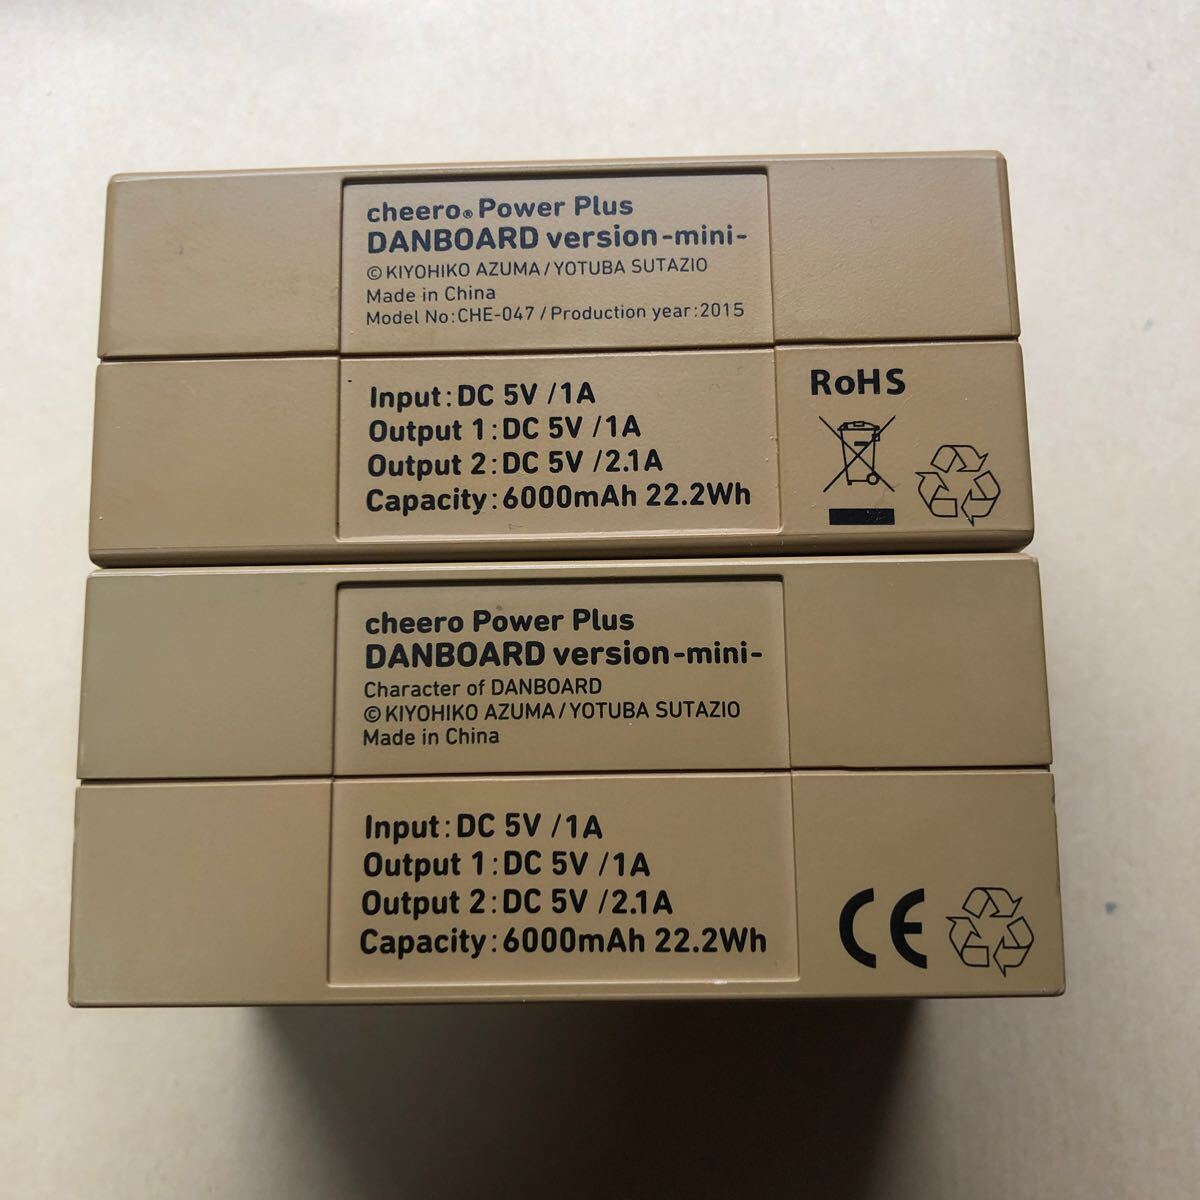 cheero® Power Plus
DANBOARD version-mini-
© KIYOHIKO AZUMA/YOTUBA SUTAZIO
Made in China
Model No:CHE-047 / Production year:2015
Input:DC 5V /1A
Output 1:DC 5V /1A
Output 2:DC 5V /2.1A
Capacity:6000mAh 22.2Wh
RoHS
cheero Power Plus
DANBOARD version-mini-
Character of DANBOARD
© KIYOHIKO AZUMA/YOTUBA SUTAZIO
Made in China
Input:DC 5V /1A
Output 1:DC 5V /1A
Output 2:DC 5V /2.1A
Capacity:6000mAh 22.2Wh
CE